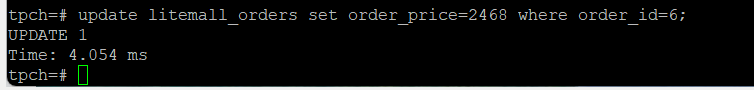 tpch=# update litemall_orders set order_price=2468 where order_id=6;
UPDATE 1
Time: 4.054 ms
tpch=#